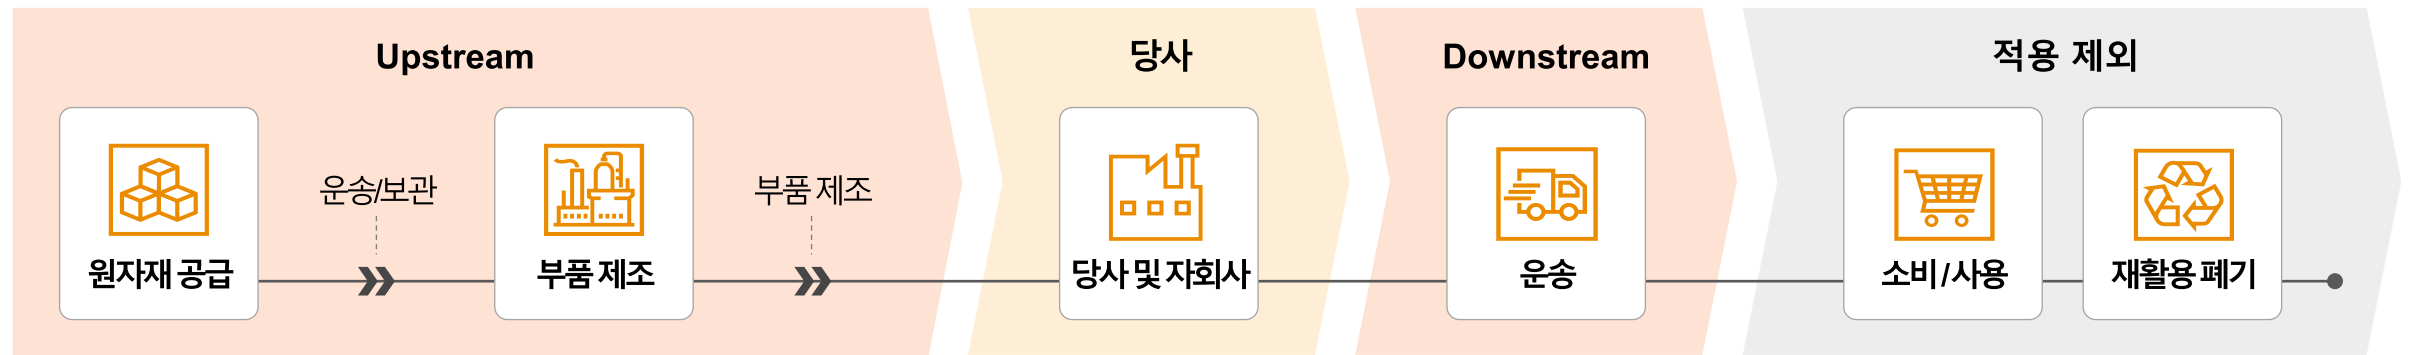 Upstream
당사
Downstream
적용 제외
운송/보관
부품 제조
원자재 공급
부품 제조
당사 및 자회사
운송
소비/사용
재활용 폐기